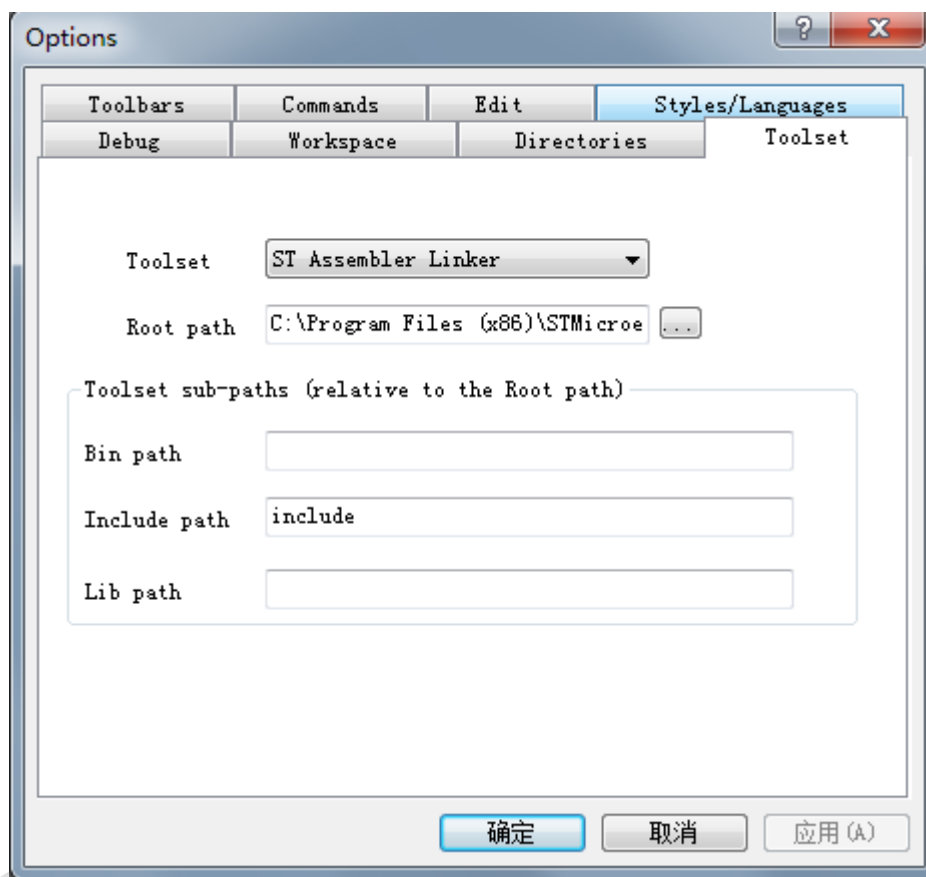 Options
Toolbars Commands Edit Styles/Languages
Debug Workspace Directories Toolset
Toolset ST Assembler Linker
Root path C:\Program Files (x86)\STMicroe ...
Toolset sub-paths (relative to the Root path)
Bin path
Include path include
Lib path
确定 取消 应用(A)